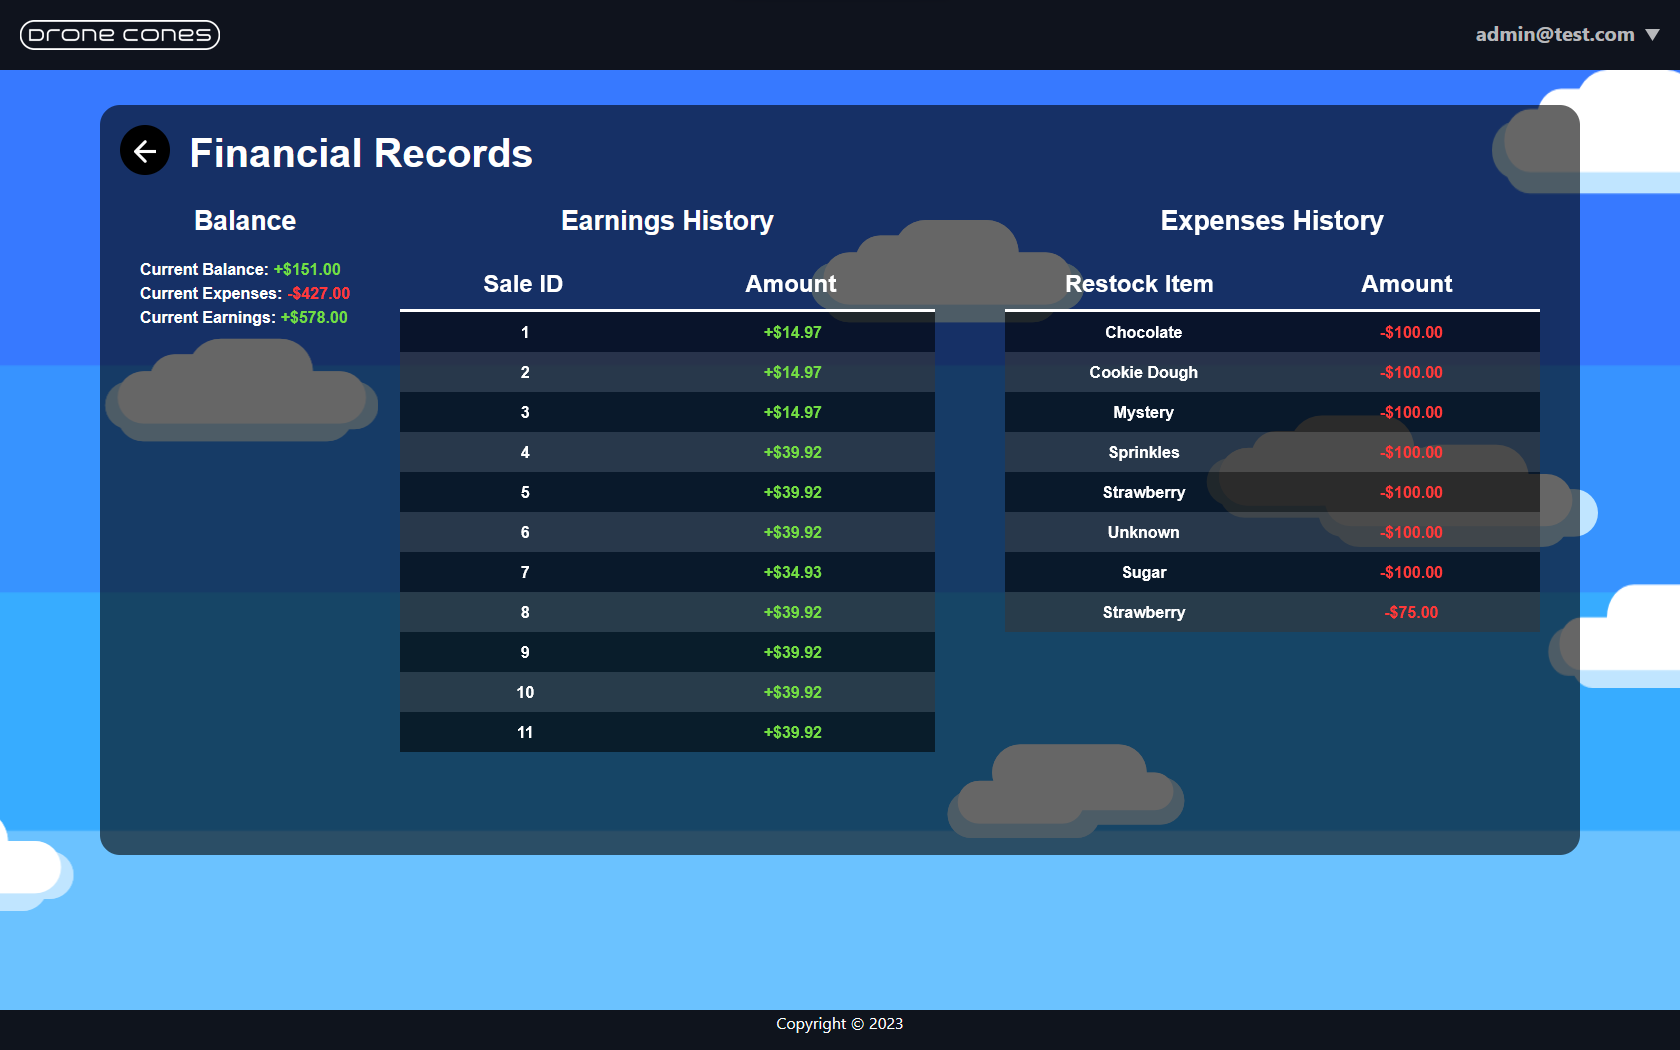 Drone Cones
admin@test.com ▼
Financial Records
Balance
Current Balance: +$151.00
Current Expenses: -$427.00
Current Earnings: +$578.00
Earnings History
Sale ID Amount
1 +$14.97
2 +$14.97
3 +$14.97
4 +$39.92
5 +$39.92
6 +$39.92
7 +$34.93
8 +$39.92
9 +$39.92
10 +$39.92
11 +$39.92
Expenses History
Restock Item Amount
Chocolate -$100.00
Cookie Dough -$100.00
Mystery -$100.00
Sprinkles -$100.00
Strawberry -$100.00
Unknown -$100.00
Sugar -$100.00
Strawberry -$75.00
Copyright © 2023